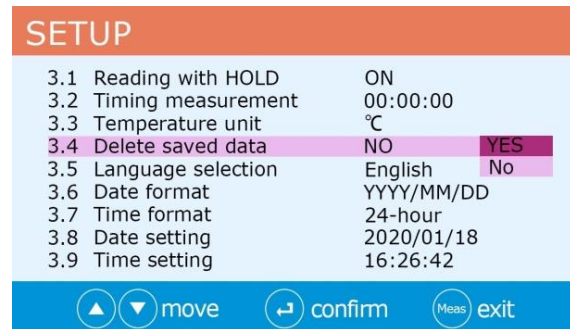 SETUP
3.1 Reading with HOLD ON
3.2 Timing measurement 00:00:00
3.3 Temperature unit ℃
3.4 Delete saved data NO YES
3.5 Language selection English No
3.6 Date format YYYY/MM/DD
3.7 Time format 24-hour
3.8 Date setting 2020/01/18
3.9 Time setting 16:26:42
move confirm Meas exit